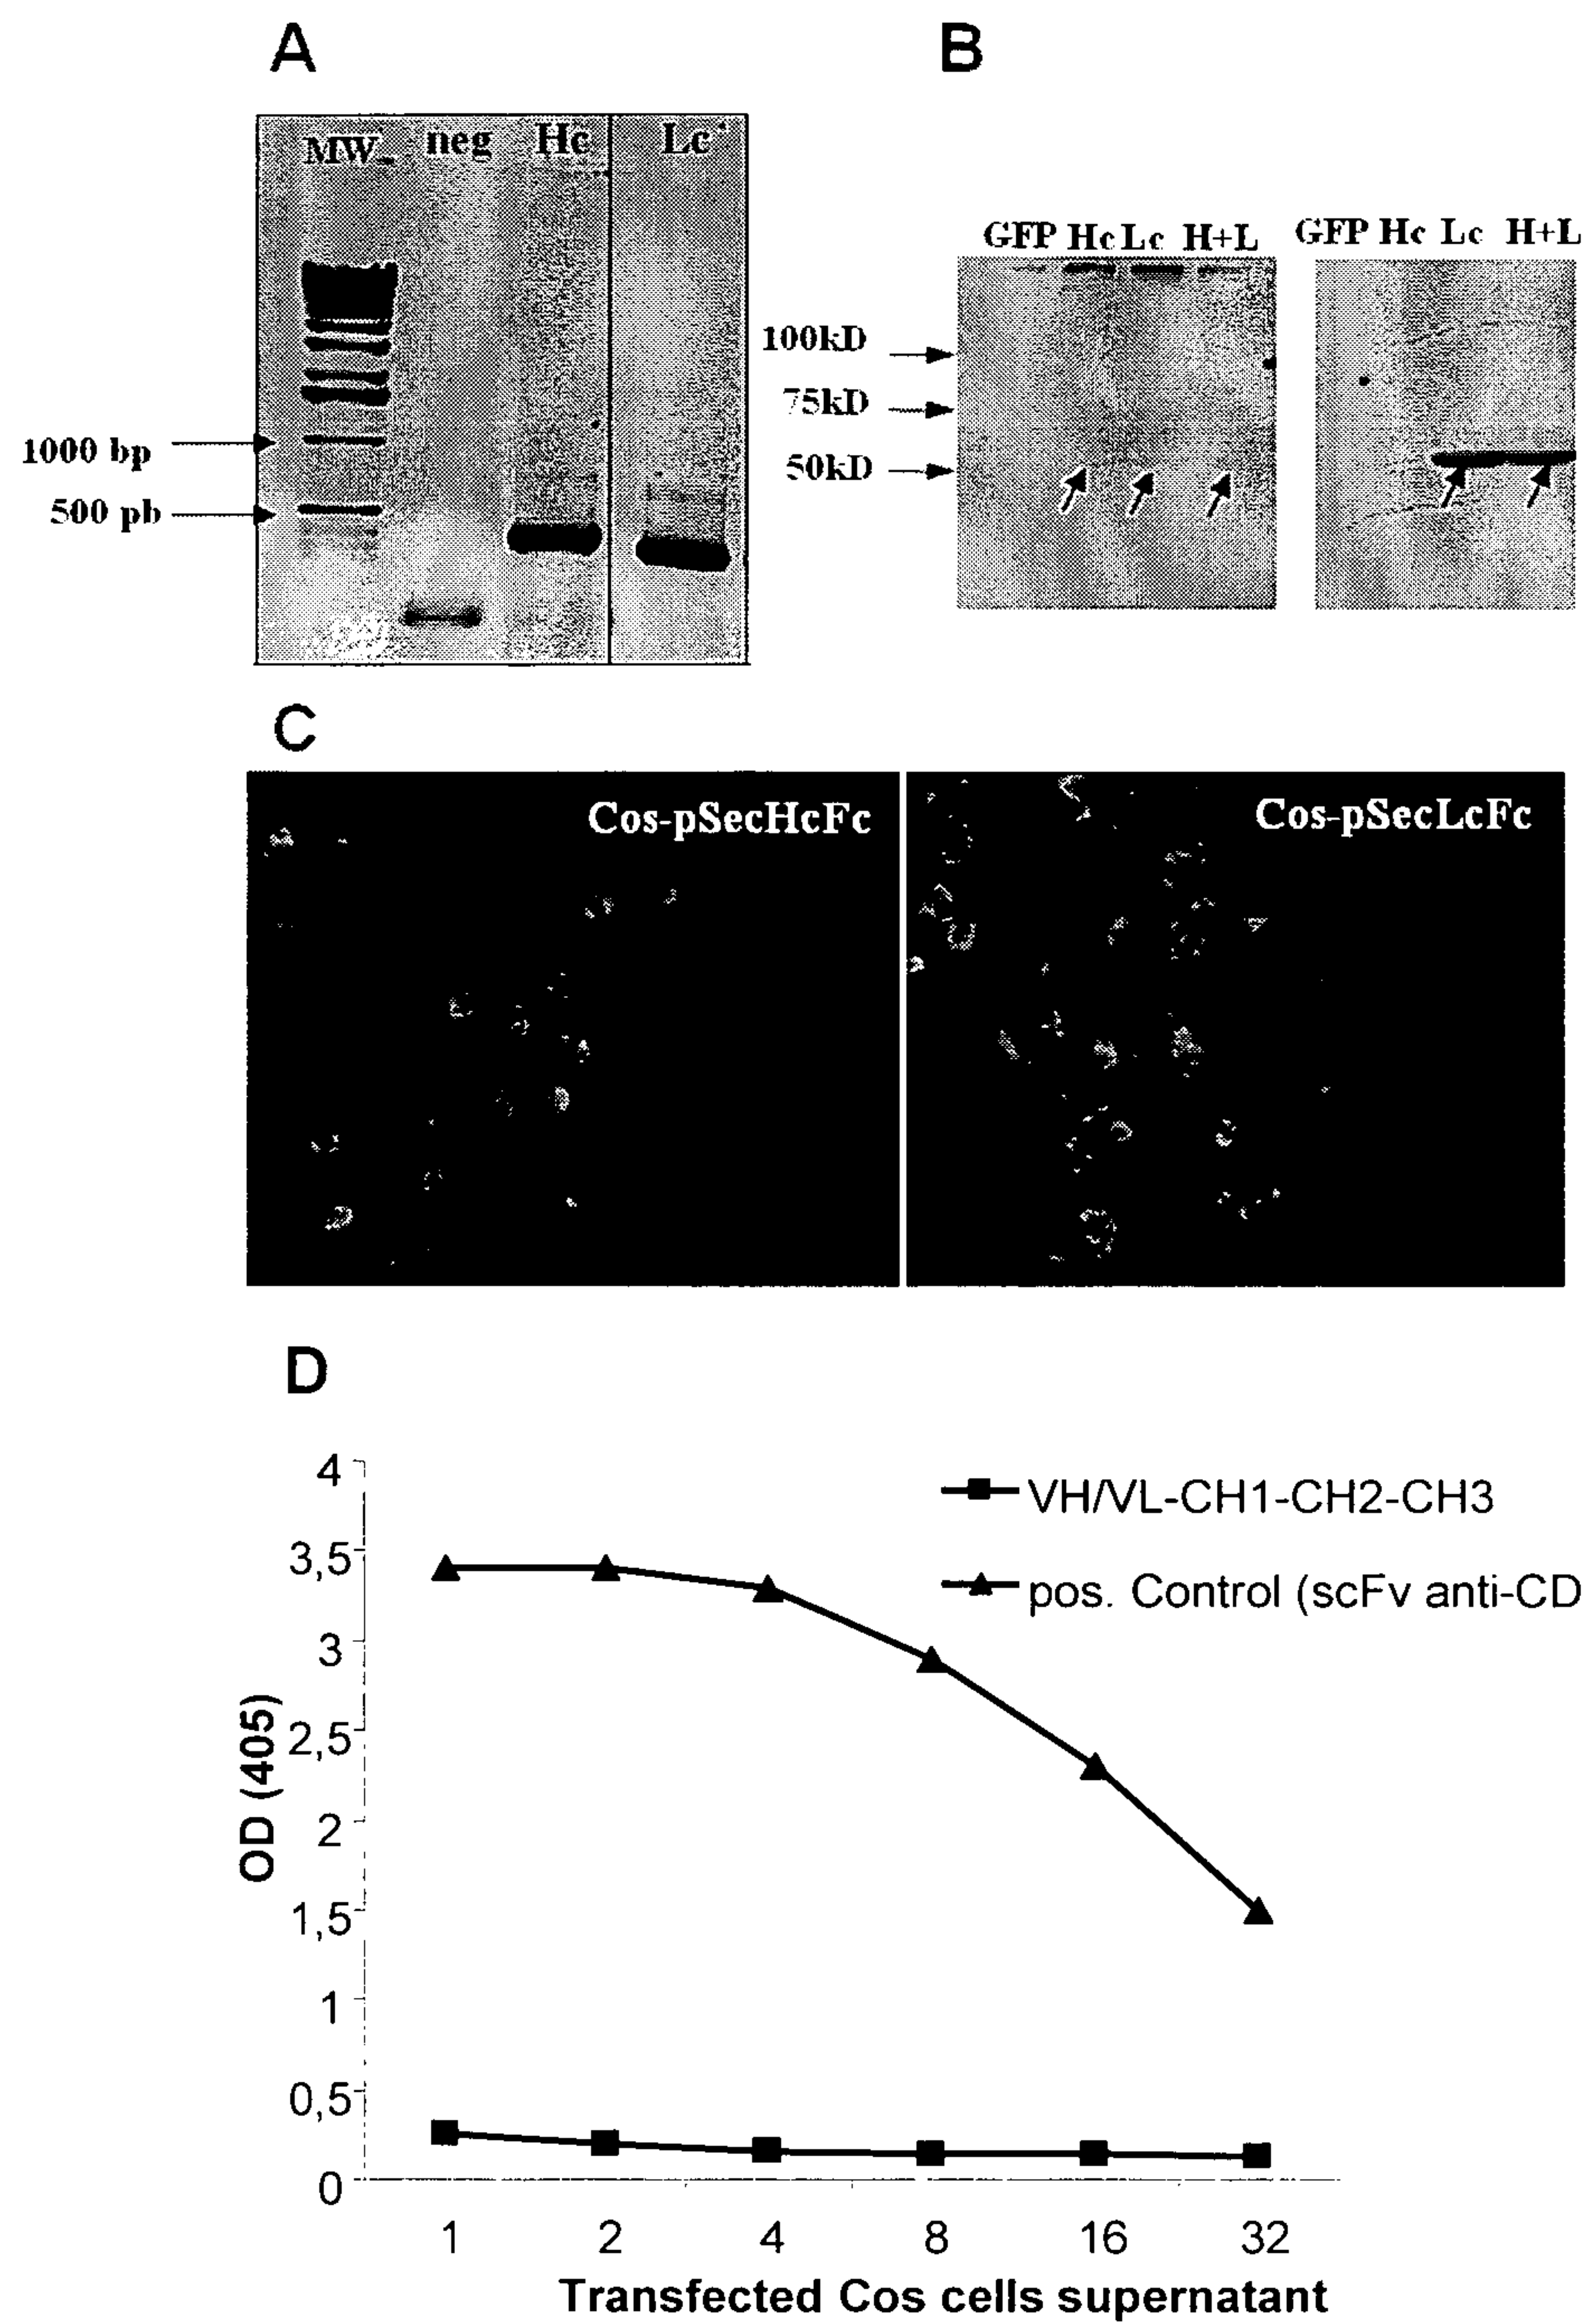 A
B
MW neg Hc Lc
1000 bp
500 pb
GFP Hc Lc H+L
GFP Hc Lc H+L
100kD
75kD
50kD
C
Cos-pSecHcFc
Cos-pSecLcFc
D
4
3,5
3
2,5
2
1,5
1
0,5
0
OD (405)
VH/VL-CH1-CH2-CH3
pos. Control (scFv anti-CD
1 2 4 8 16 32
Transfected Cos cells supernatant